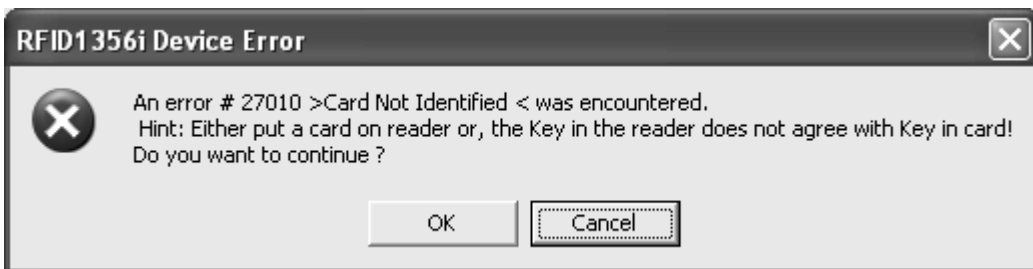 RFID1356i Device Error
An error # 27010 >Card Not Identified < was encountered.
Hint: Either put a card on reader or, the Key in the reader does not agree with Key in card!
Do you want to continue ?
OK
Cancel